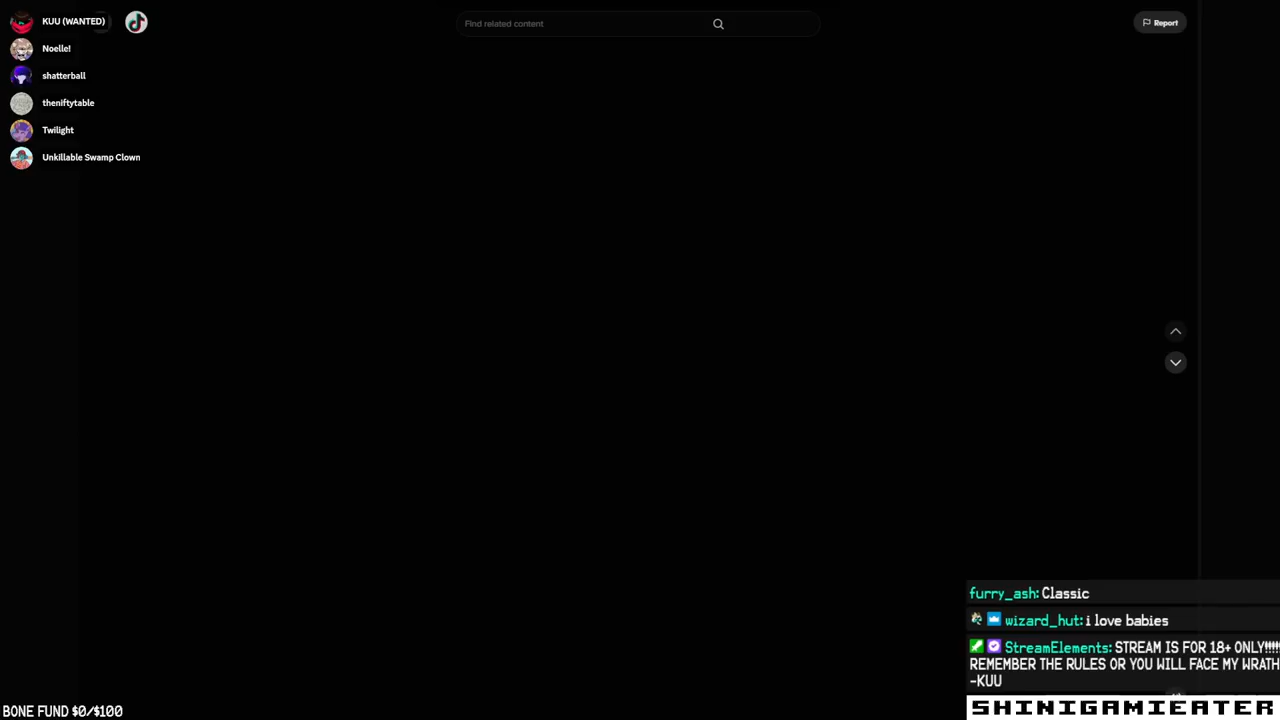 KUU (WANTED)
Find related content
Report
Noelle!
shatterball
theniftytable
Twilight
Unkillable Swamp Clown
furry_ash: Classic
wizard_hut: i love babies
StreamElements: STREAM IS FOR 18+ ONLY!!!!!
REMEMBER THE RULES OR YOU WILL FACE MY WRATH
-KUU
BONE FUND $0/$100
SHINIGAMIEATER